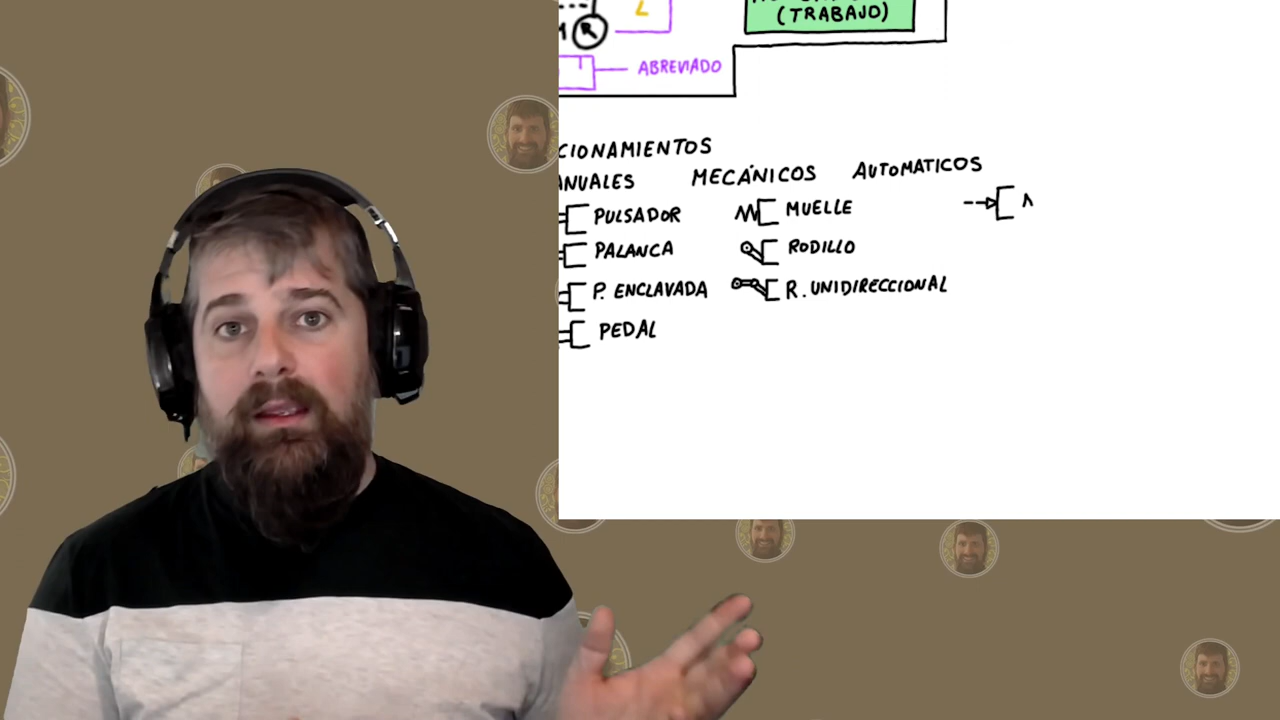 (TRABAJO)
ABREVIADO
CIONAMIENTOS
ANUALES MECÁNICOS AUTOMATICOS
PULSADOR MUELLE
PALANCA RODILLO
P. ENCLAVADA R. UNIDIRECCIONAL
PEDAL